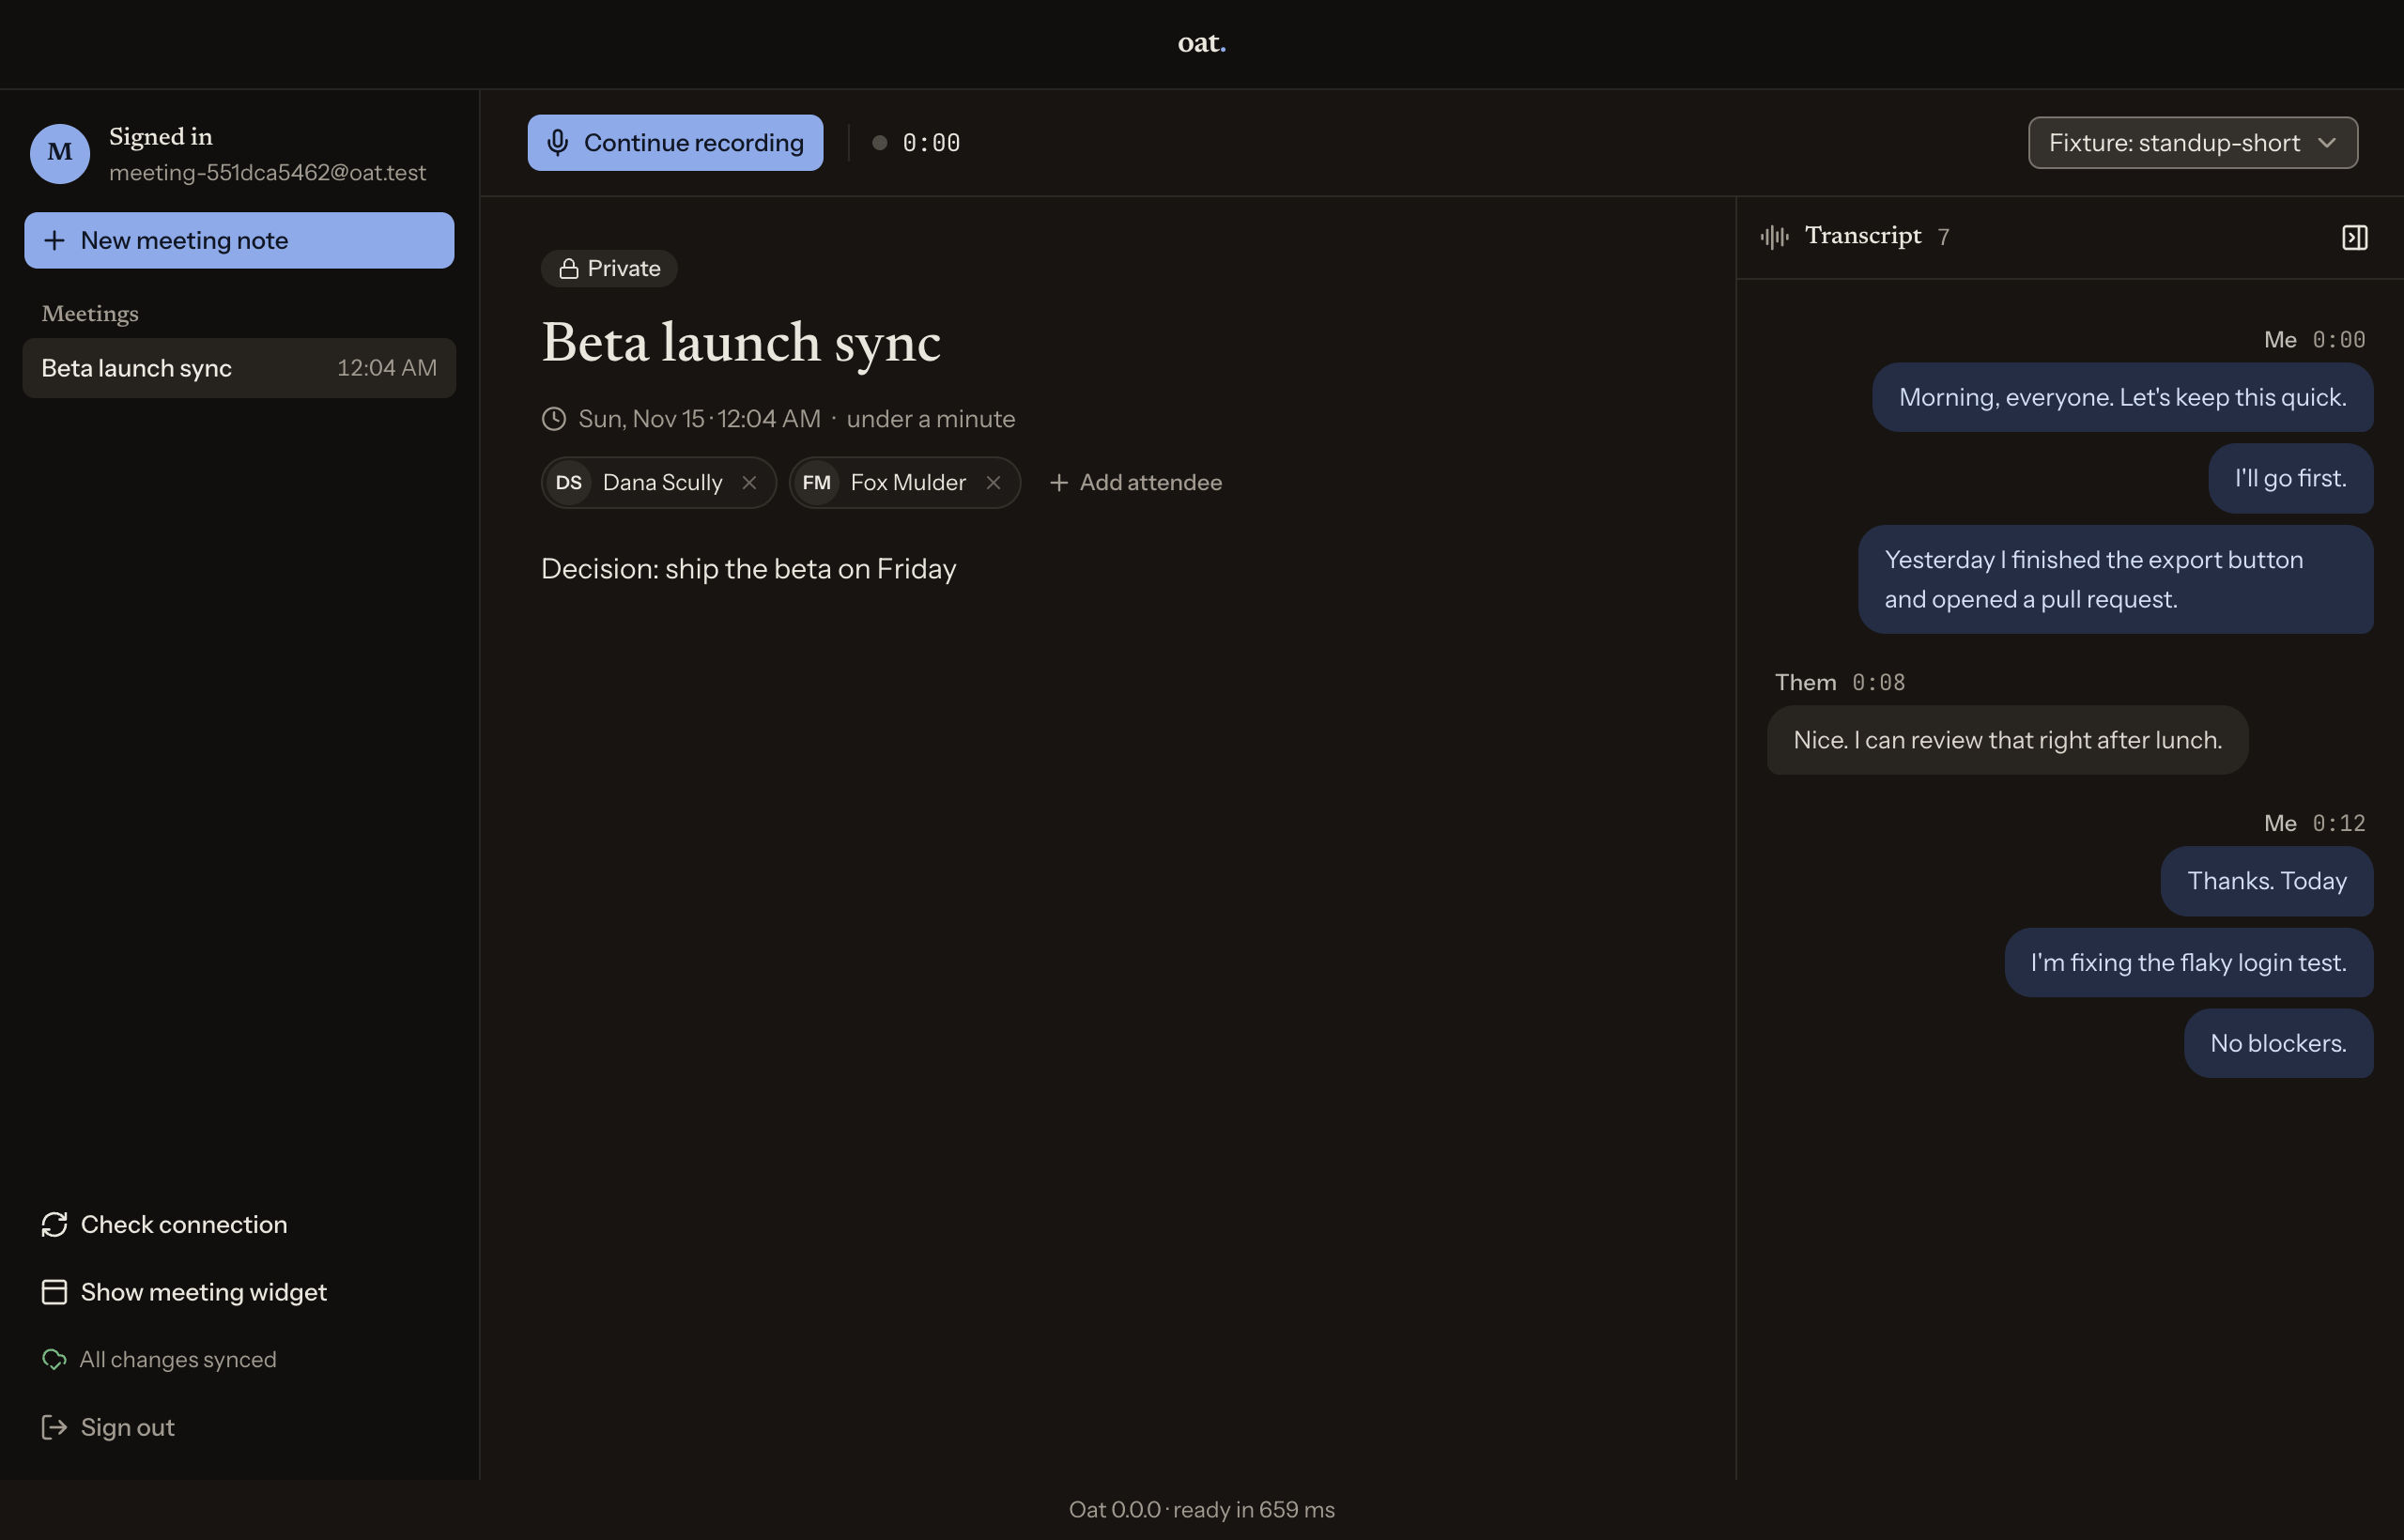 oat.
M
Signed in
meeting-551dca5462@oat.test
New meeting note
Meetings
Beta launch sync 12:04 AM
Check connection
Show meeting widget
All changes synced
Sign out
Continue recording
0:00
Fixture: standup-short
Private
Beta launch sync
Sun, Nov 15 · 12:04 AM · under a minute
DS Dana Scully FM Fox Mulder Add attendee
Decision: ship the beta on Friday
Transcript 7
Me 0:00
Morning, everyone. Let's keep this quick.
I'll go first.
Yesterday I finished the export button
and opened a pull request.
Them 0:08
Nice. I can review that right after lunch.
Me 0:12
Thanks. Today
I'm fixing the flaky login test.
No blockers.
Oat 0.0.0 · ready in 659 ms